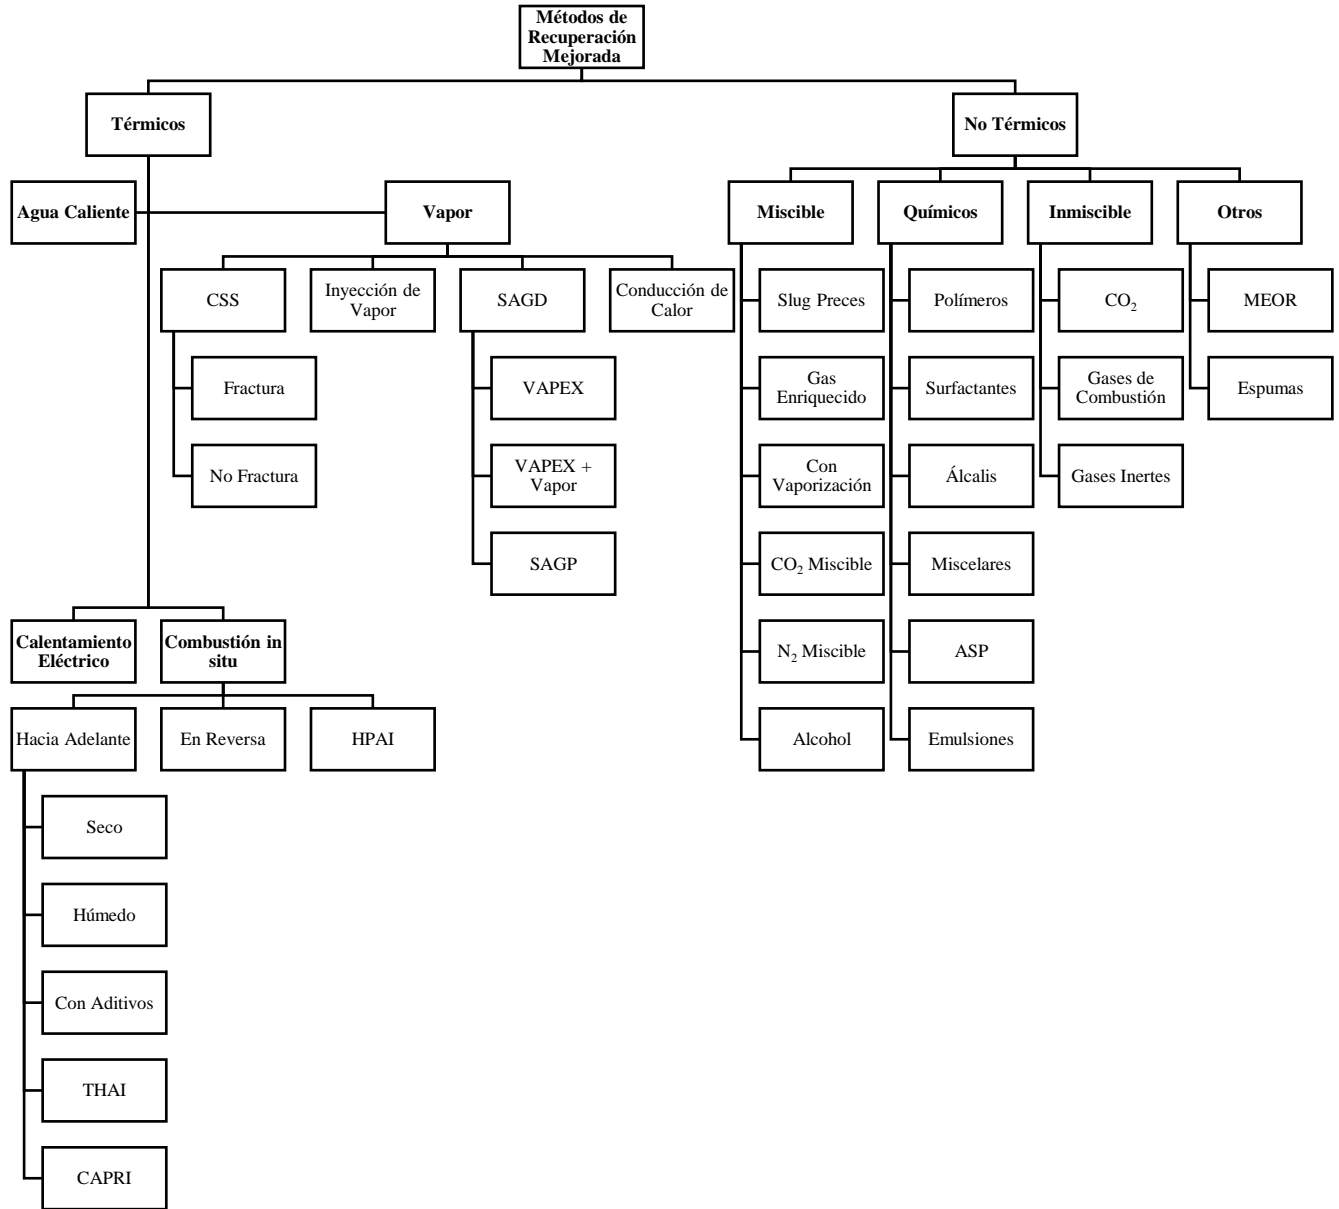 Métodos de
Recuperación
Mejorada
Térmicos
No Térmicos
Agua Caliente
Vapor
Miscible
Químicos
Inmiscible
Otros
CSS
Inyección de
Vapor
SAGD
Conducción de
Calor
Slug Preces
Polímeros
CO₂
MEOR
Fractura
VAPEX
Gas
Enriquecido
Surfactantes
Gases de
Combustión
Espumas
No Fractura
VAPEX +
Vapor
Con
Vaporización
Álcalis
Gases Inertes
SAGP
CO₂ Miscible
Miscelares
Calentamiento
Eléctrico
Combustión in
situ
N₂ Miscible
ASP
Hacia Adelante
En Reversa
HPAI
Alcohol
Emulsiones
Seco
Húmedo
Con Aditivos
THAI
CAPRI